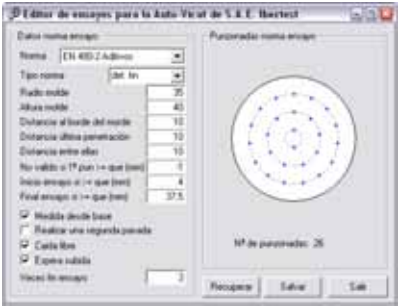 Editor de ensayos para la Auto-Vicat de S.A.E. Ibertest
Datos norma ensayo
Norma EN 480-2 Aditivos
Tipo norma det. fin
Radio molde 35
Altura molde 40
Distancia al borde del molde 10
Distancia última penetración 10
Distancia entre ellas 10
No valido si 1ª pun >= que (mm) 1
Inicio ensayo si >= que (mm) 4
Final ensayo si >= que (mm) 37,5
Medida desde base
Realizar una segunda pasada
Caida libre
Espera subida
Veces fin ensayo 3
Punzonadas norma ensayo
Nº de punzonadas 26
Recuperar
Salvar
Salir